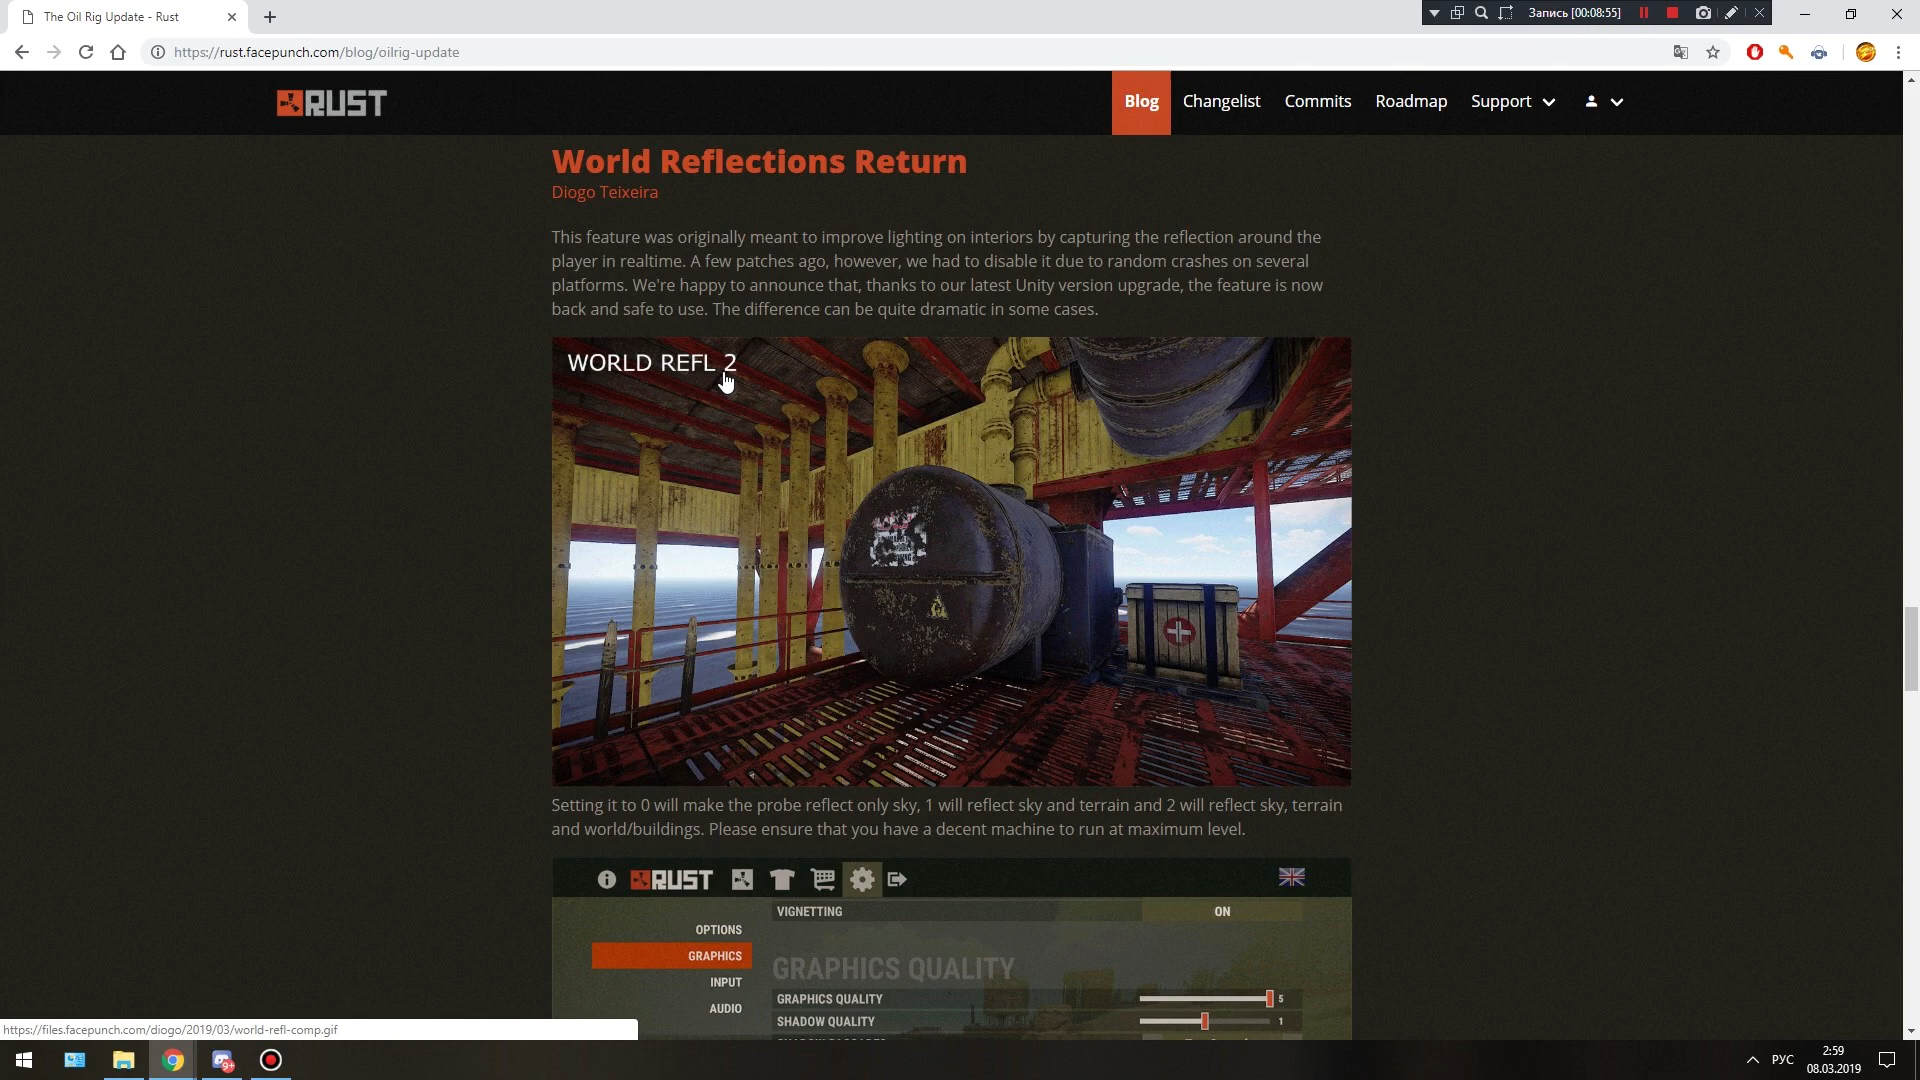 The Oil Rig Update - Rust
Запись [00:08:55]
https://rust.facepunch.com/blog/oilrig-update
RUST
Blog
Changelist
Commits
Roadmap
Support
World Reflections Return
Diogo Teixeira
This feature was originally meant to improve lighting on interiors by capturing the reflection around the
player in realtime. A few patches ago, however, we had to disable it due to random crashes on several
platforms. We're happy to announce that, thanks to our latest Unity version upgrade, the feature is now
back and safe to use. The difference can be quite dramatic in some cases.
WORLD REFL 2
Setting it to 0 will make the probe reflect only sky, 1 will reflect sky and terrain and 2 will reflect sky, terrain
and world/buildings. Please ensure that you have a decent machine to run at maximum level.
RUST
VIGNETTING
ON
OPTIONS
GRAPHICS
INPUT
AUDIO
GRAPHICS QUALITY
GRAPHICS QUALITY
5
SHADOW QUALITY
1
https://files.facepunch.com/diogo/2019/03/world-refl-comp.gif
9+
РУС
2:59
08.03.2019